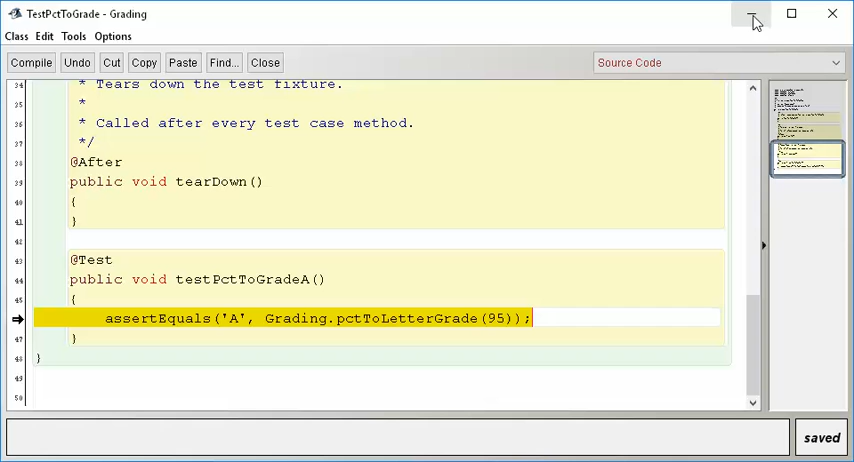 TestPctToGrade - Grading
Class Edit Tools Options
Compile Undo Cut Copy Paste Find... Close Source Code
34 * Tears down the test fixture.
35 *
36 * Called after every test case method.
37 */
38 @After
39 public void tearDown()
40 {
41 }
42
43 @Test
44 public void testPctToGradeA()
45 {
assertEquals('A', Grading.pctToLetterGrade(95));
47 }
48 }
49
50
saved